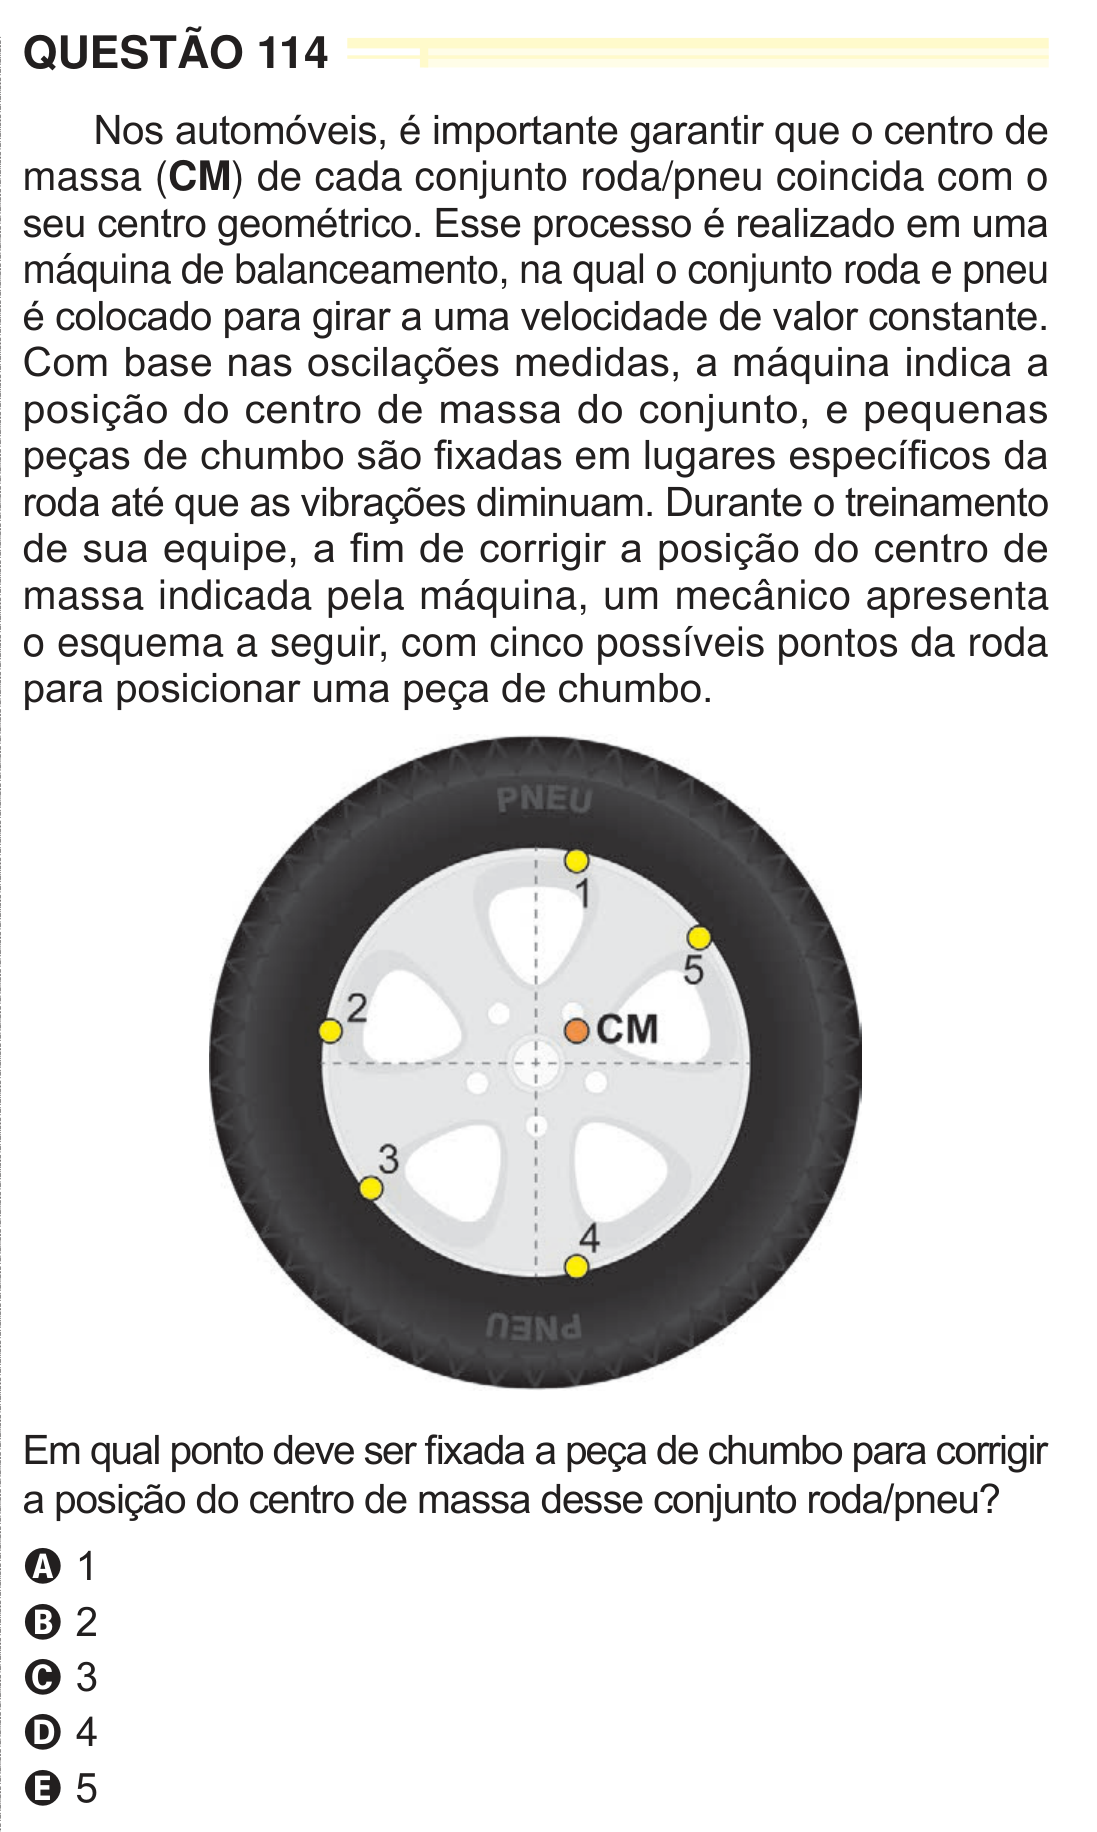 QUESTÃO 114
Nos automóveis, é importante garantir que o centro de
massa (CM) de cada conjunto roda/pneu coincida com o
seu centro geométrico. Esse processo é realizado em uma
máquina de balanceamento, na qual o conjunto roda e pneu
é colocado para girar a uma velocidade de valor constante.
Com base nas oscilações medidas, a máquina indica a
posição do centro de massa do conjunto, e pequenas
peças de chumbo são fixadas em lugares específicos da
roda até que as vibrações diminuam. Durante o treinamento
de sua equipe, a fim de corrigir a posição do centro de
massa indicada pela máquina, um mecânico apresenta
o esquema a seguir, com cinco possíveis pontos da roda
para posicionar uma peça de chumbo.
PNEU
1
5
2
CM
3
4
PNEU
Em qual ponto deve ser fixada a peça de chumbo para corrigir
a posição do centro de massa desse conjunto roda/pneu?
A 1
B 2
C 3
D 4
E 5